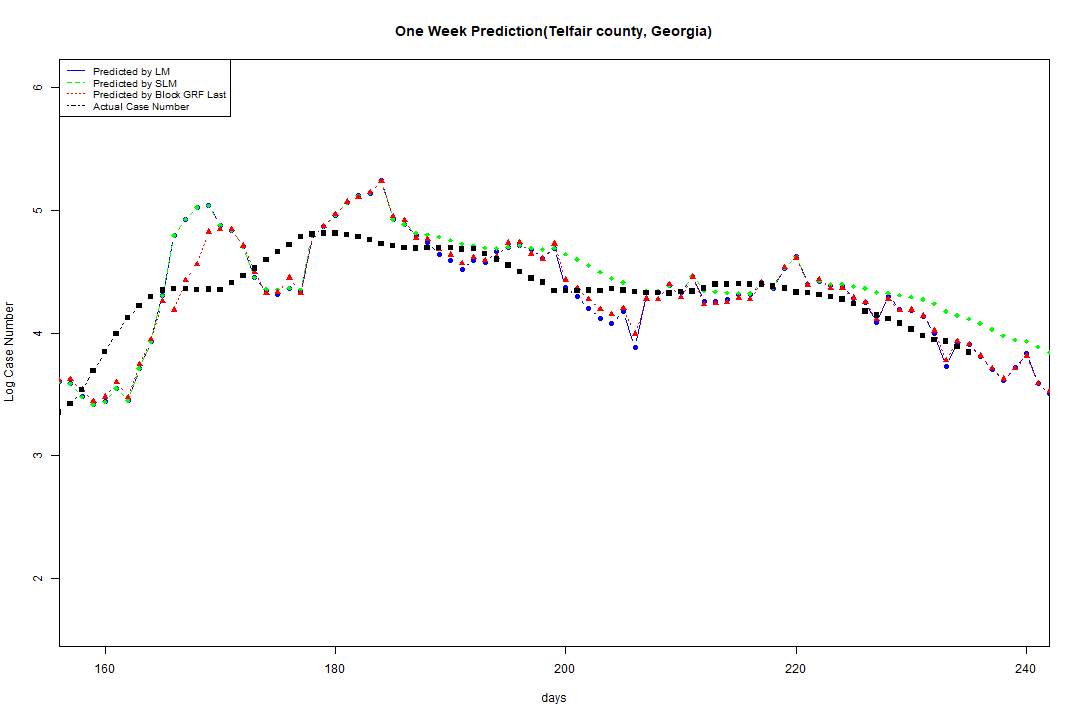 One Week Prediction(Telfair county, Georgia)
Predicted by LM
Predicted by SLM
Predicted by Block GRF Last
Actual Case Number
6
5
4
3
2
Log Case Number
160 180 200 220 240
days